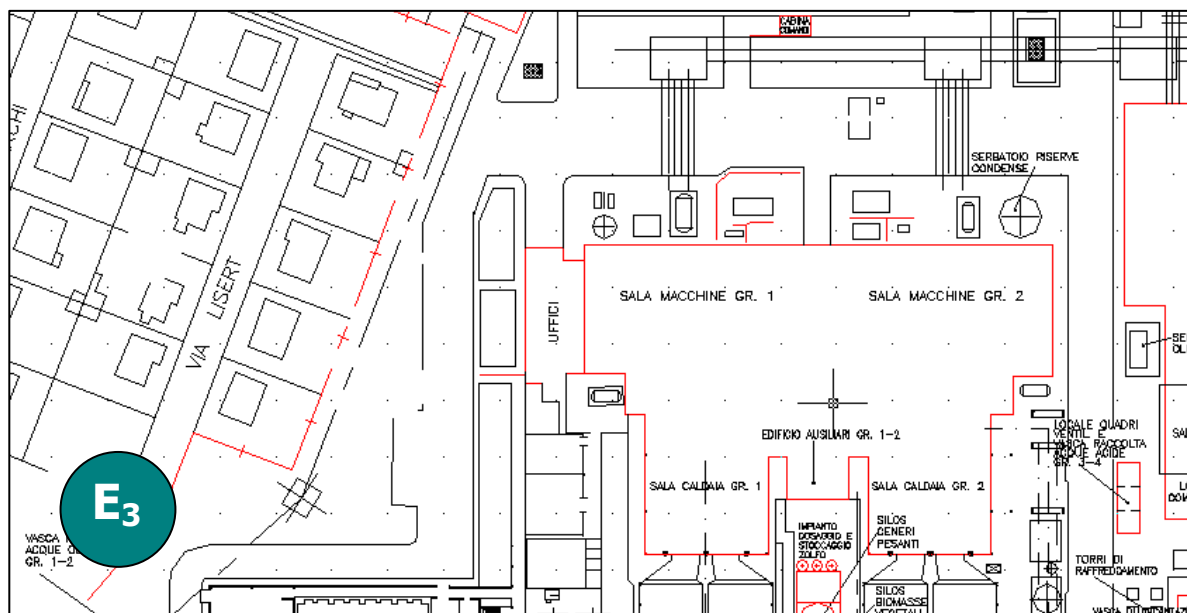 CABINA
COMANDI
SERBATOIO RISERVE
CONDENSE
VIA LISERT
UFFICI
SALA MACCHINE GR. 1
SALA MACCHINE GR. 2
EDIFICIO AUSILIARI GR. 1-2
LOCALE QUADRI
VENTIL E
VASCA RACCOLTA
ACQUE ACIDE
GR. 3-4
SALA CALDAIA GR. 1
SALA CALDAIA GR. 2
E3
IMPIANTO
DOSAGGIO E
STOCCAGGIO
ZOLFO
SILOS
CENERI
PESANTI
VASCA
ACQUE
GR. 1-2
TORRI DI
RAFFREDDAMENTO
SILOS
BIOMASSE